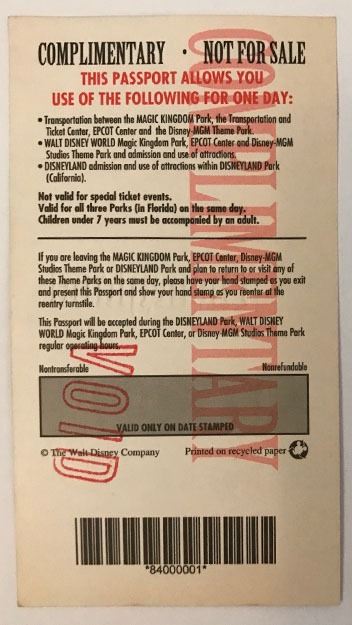 COMPLIMENTARY • NOT FOR SALE
THIS PASSPORT ALLOWS YOU
USE OF THE FOLLOWING FOR ONE DAY:
• Transportation between the MAGIC KINGDOM Park, the Transportation and
Ticket Center, EPCOT Center and the Disney-MGM Theme Park.
• WALT DISNEY WORLD Magic Kingdom Park, EPCOT Center and Disney-MGM
Studios Theme Park and admission and use of attractions.
• DISNEYLAND admission and use of attractions within DISNEYLAND Park
(California).
Not valid for special ticket events.
Valid for all three Parks (in Florida) on the same day.
Children under 7 years must be accompanied by an adult.
If you are leaving the MAGIC KINGDOM Park, EPCOT Center, Disney-MGM
Studios Theme Park or DISNEYLAND Park and plan to return to or visit any of
these Theme Parks on the same day, please have your hand stamped as you exit
and present this Passport and show your hand stamp as you reenter at the
reentry turnstile.
This Passport will be accepted during the DISNEYLAND Park, WALT DISNEY
WORLD Magic Kingdom Park, EPCOT Center, or Disney-MGM Studios Theme Park
regular operating hours.
Nontransferable Nonrefundable
VALID ONLY ON DATE STAMPED
© The Walt Disney Company Printed on recycled paper
*84000001*
COMPLIMENTARY
VOID